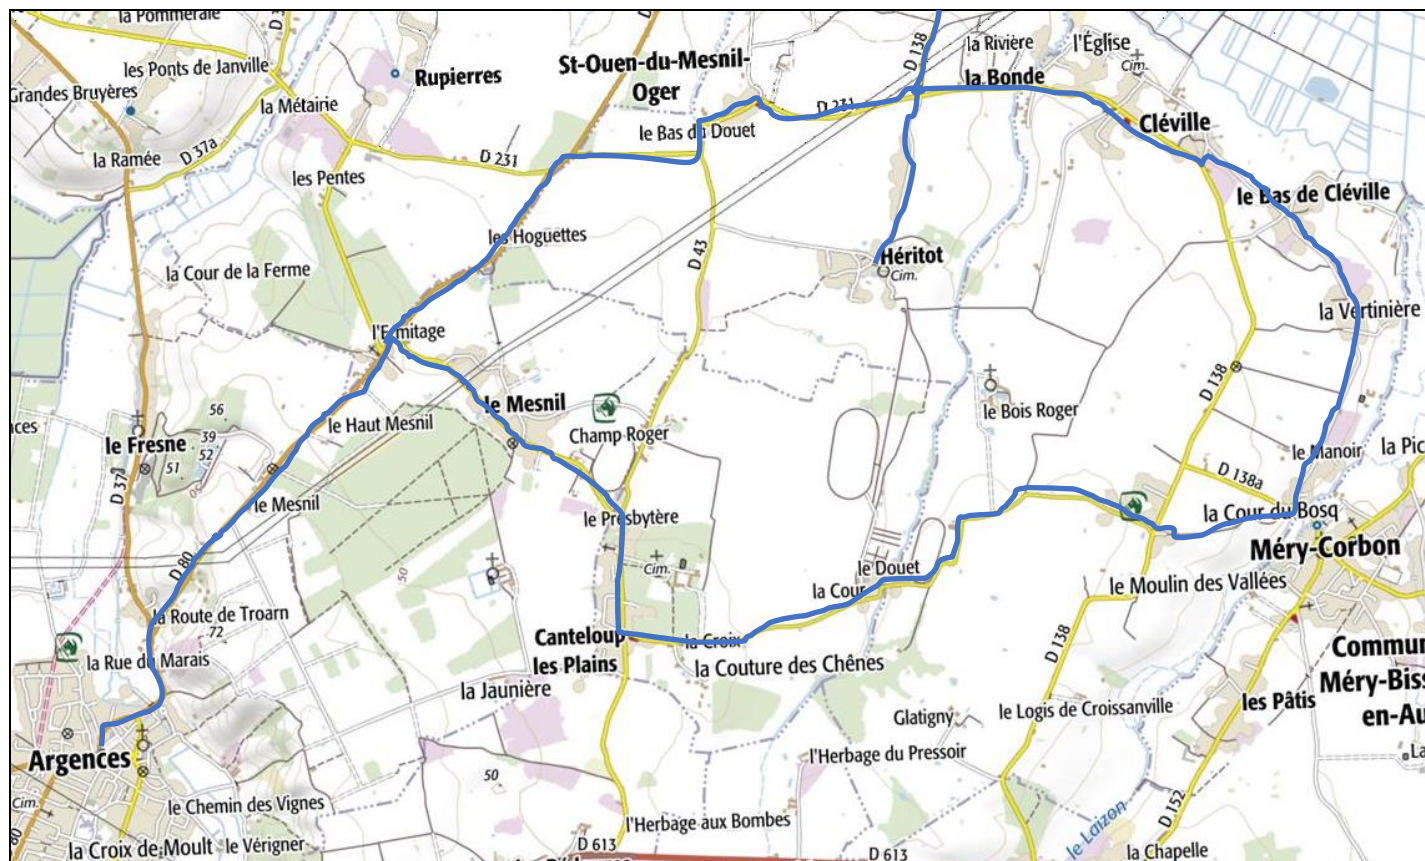 la Pommeraie
D 37
les Ponts de Janville
Grandes Bruyères
la Métairie
Rupierres
St-Ouen-du-Mesnil-
Oger
D 138
la Rivière
l'Église
Cim.
la Bonde
D 231
Cléville
le Bas du Douet
la Ramée
D 37a
D 231
les Pentes
le Bas de Cléville
les Hoguettes
D 43
Héritot
Cim.
la Cour de la Ferme
la Vertinière
l'Ermitage
D 138
le Mesnil
le Bois Roger
56
le Haut Mesnil
Champ Roger
39
le Fresne
52
51
50
le Manoir
la Pic
D 37
D 138a
le Mesnil
le Presbytère
la Cour du Bosq
Méry-Corbon
D 80
50
Cim.
le Douet
la Cour
le Moulin des Vallées
la Route de Troarn
72
Canteloup
les Plains
la Croix
D 138
la Rue du Marais
la Couture des Chênes
Commun
Méry-Biss
en-Au
la Jaunière
les Pâtis
Glatigny
le Logis de Croissanville
Argences
l'Herbage du Pressoir
50
La
Cim.
le Chemin des Vignes
D 152
l'Herbage aux Bombes
le Laizon
la Croix de Moult
le Vérigner
D 613
D 613
la Chapelle